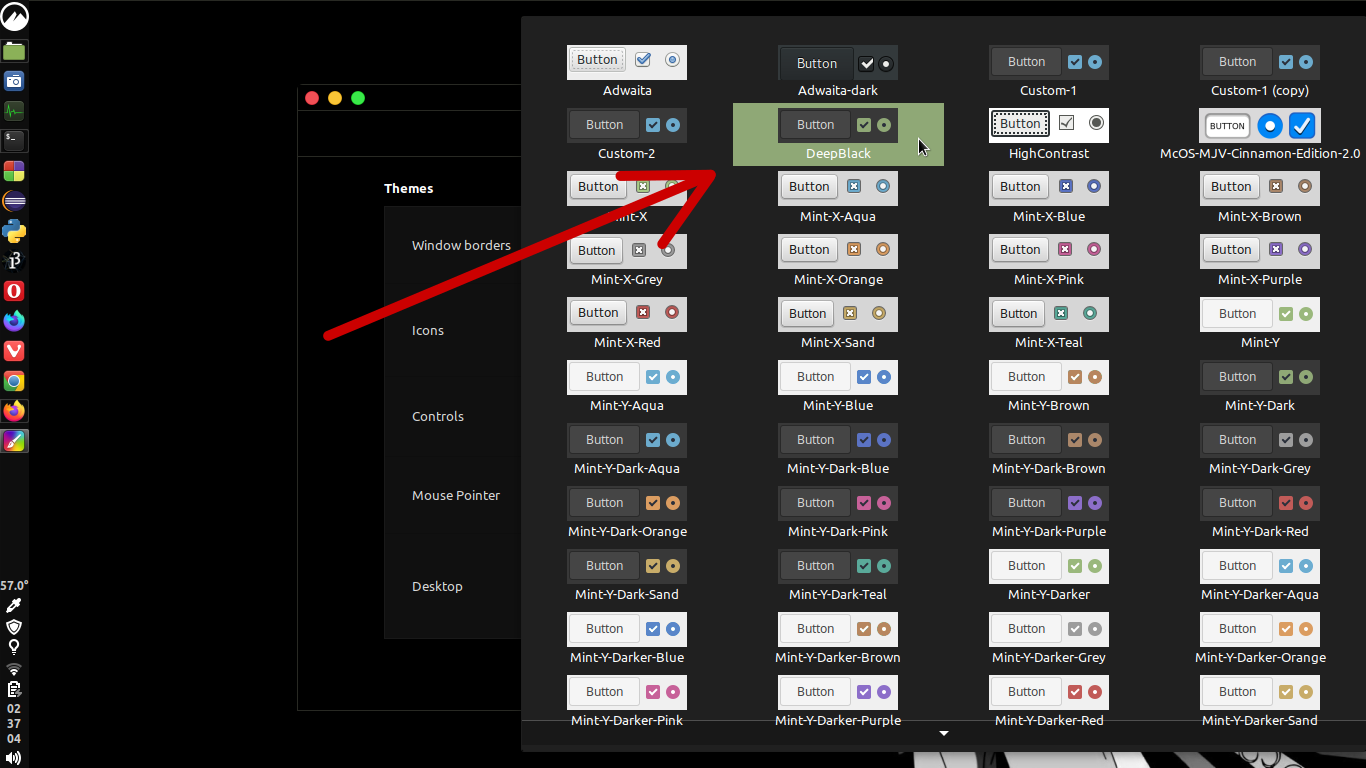 Button Button Button Button
Adwaita Adwaita-dark Custom-1 Custom-1 (copy)
Button Button Button BUTTON
Custom-2 DeepBlack HighContrast McOS-MJV-Cinnamon-Edition-2.0
Themes
Button Button Button Button
Mint-X-Aqua Mint-X-Blue Mint-X-Brown
Window borders
Button Button Button Button
Mint-X-Grey Mint-X-Orange Mint-X-Pink Mint-X-Purple
Icons
Button Button Button Button
Mint-X-Red Mint-X-Sand Mint-X-Teal Mint-Y
Button Button Button Button
Mint-Y-Aqua Mint-Y-Blue Mint-Y-Brown Mint-Y-Dark
Controls
Button Button Button Button
Mint-Y-Dark-Aqua Mint-Y-Dark-Blue Mint-Y-Dark-Brown Mint-Y-Dark-Grey
Mouse Pointer
Button Button Button Button
Mint-Y-Dark-Orange Mint-Y-Dark-Pink Mint-Y-Dark-Purple Mint-Y-Dark-Red
Desktop
Button Button Button Button
Mint-Y-Dark-Sand Mint-Y-Dark-Teal Mint-Y-Darker Mint-Y-Darker-Aqua
Button Button Button Button
Mint-Y-Darker-Blue Mint-Y-Darker-Brown Mint-Y-Darker-Grey Mint-Y-Darker-Orange
Button Button Button Button
Mint-Y-Darker-Pink Mint-Y-Darker-Purple Mint-Y-Darker-Red Mint-Y-Darker-Sand
57.0°
02
37
04